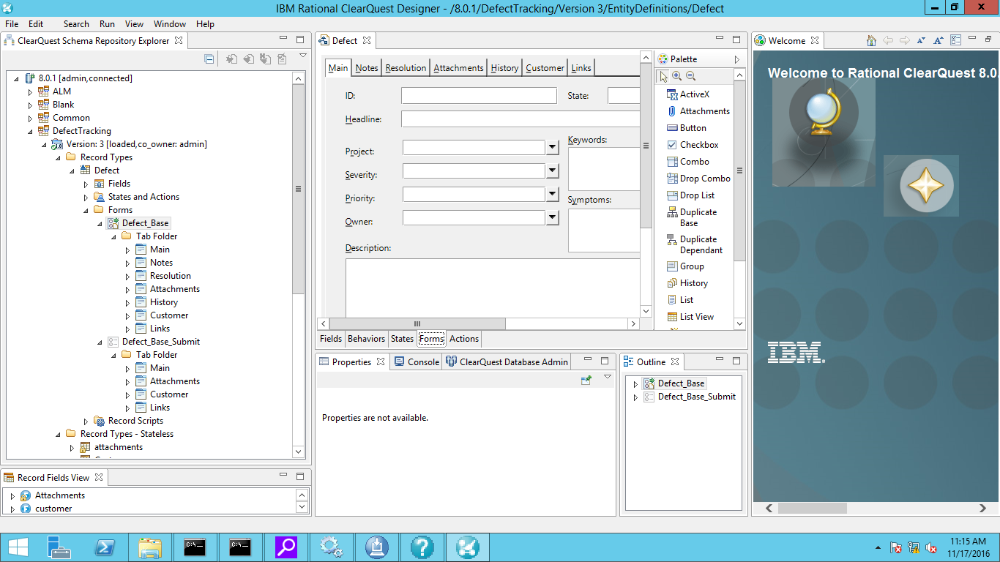 IBM Rational ClearQuest Designer - /8.0.1/DefectTracking/Version 3/EntityDefinitions/Defect
File Edit Search Run View Window Help
ClearQuest Schema Repository Explorer
8.0.1 [admin,connected]
ALM
Blank
Common
DefectTracking
Version: 3 [loaded,co_owner: admin]
Record Types
Defect
Fields
States and Actions
Forms
Defect_Base
Tab Folder
Main
Notes
Resolution
Attachments
History
Customer
Links
Defect_Base_Submit
Tab Folder
Main
Attachments
Customer
Links
Record Scripts
Record Types - Stateless
attachments
Record Fields View
Attachments
customer
Defect
Main Notes Resolution Attachments History Customer Links
ID:
State:
Headline:
Project:
Keywords:
Severity:
Priority:
Symptoms:
Owner:
Description:
Fields Behaviors States Forms Actions
Palette
ActiveX
Attachments
Button
Checkbox
Combo
Drop Combo
Drop List
Duplicate
Base
Duplicate
Dependant
Group
History
List
List View
Properties Console ClearQuest Database Admin
Properties are not available.
Outline
Defect_Base
Defect_Base_Submit
Welcome
Welcome to Rational ClearQuest 8.0.
IBM
C:\
C:\
11:15 AM
11/17/2016